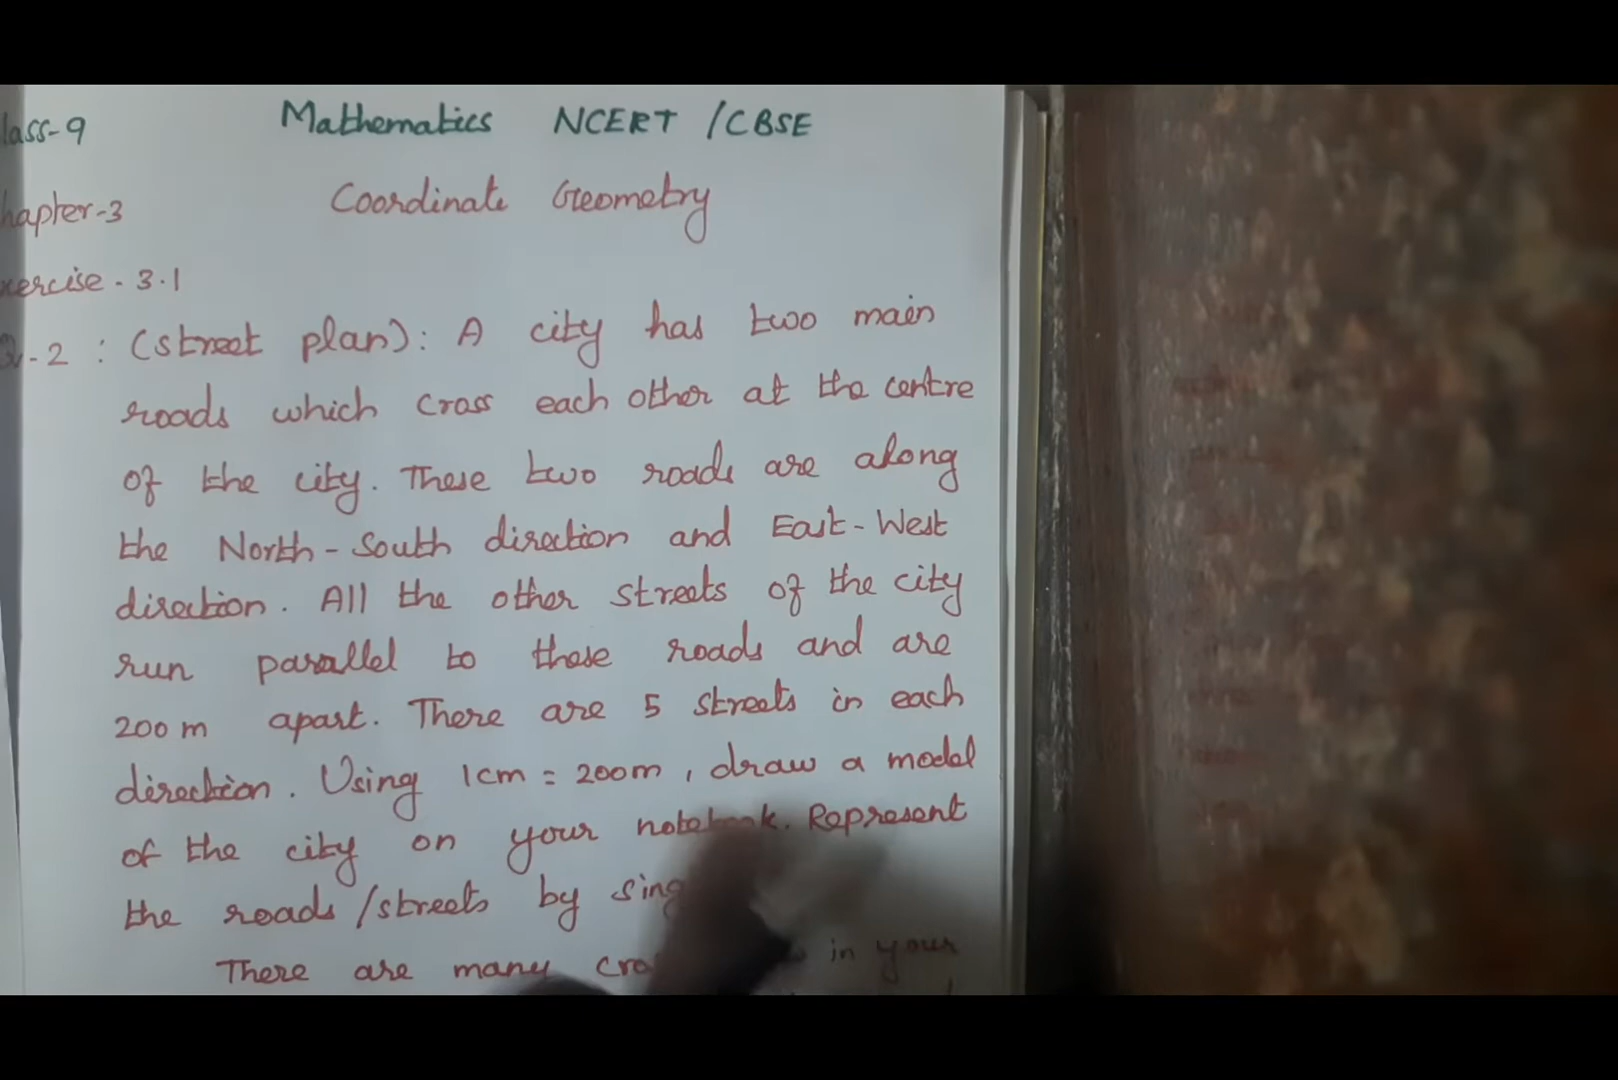 lass-9 Mathematics NCERT /CBSE
hapter-3 Coordinate Geometry
xercise. 3.1
Q-2 : (street plan): A city has two main
roads which cross each other at the centre
of the city. These two roads are along
the North-South direction and East-West
direction. All the other streets of the city
run parallel to these roads and are
200 m apart. There are 5 streets in each
direction. Using 1cm = 200m, draw a model
of the city on your notebook. Represent
the roads/streets by sing
There are many cro in your